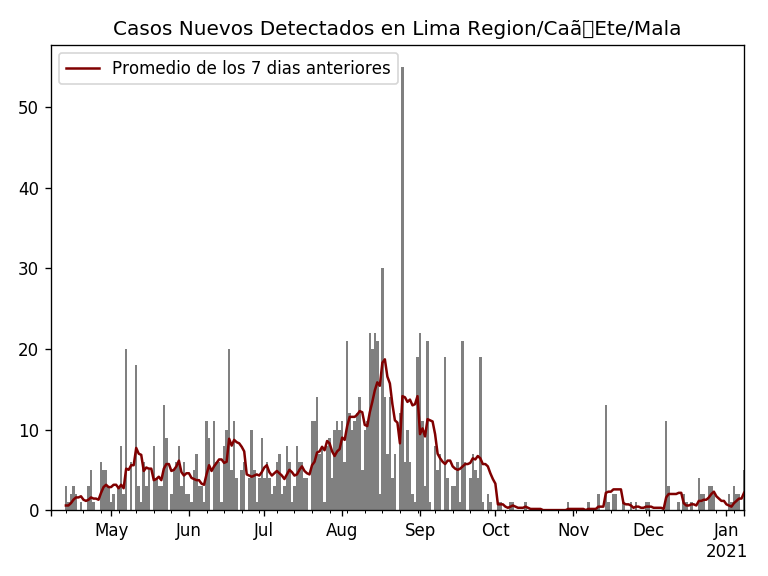 Casos Nuevos Detectados en Lima Region/Caã▯Ete/Mala
Promedio de los 7 dias anteriores
50
40
30
20
10
0
May Jun Jul Aug Sep Oct Nov Dec Jan
2021